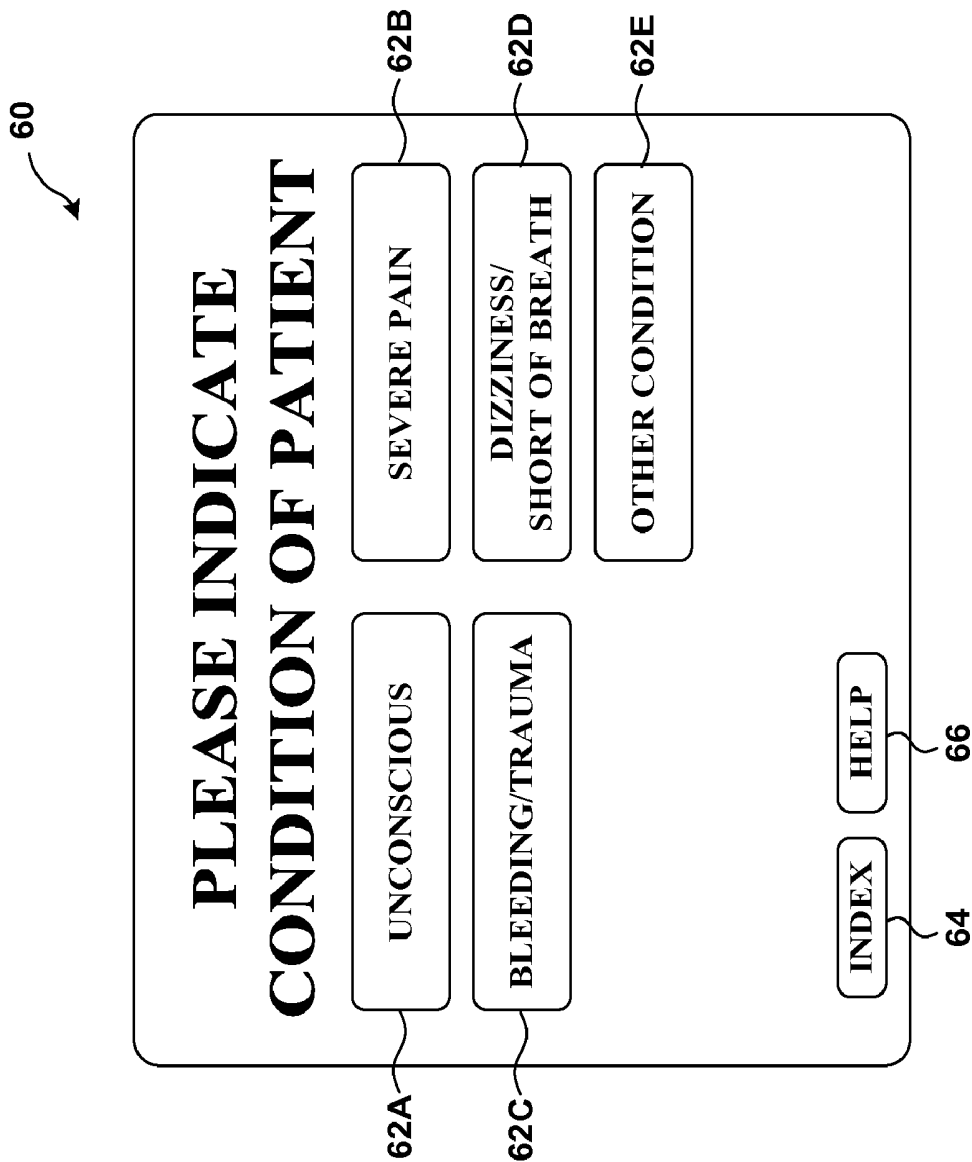 60
PLEASE INDICATE
CONDITION OF PATIENT
62A
UNCONSCIOUS
SEVERE PAIN
62B
62C
BLEEDING/TRAUMA
DIZZINESS/
SHORT OF BREATH
62D
OTHER CONDITION
62E
INDEX
HELP
64
66